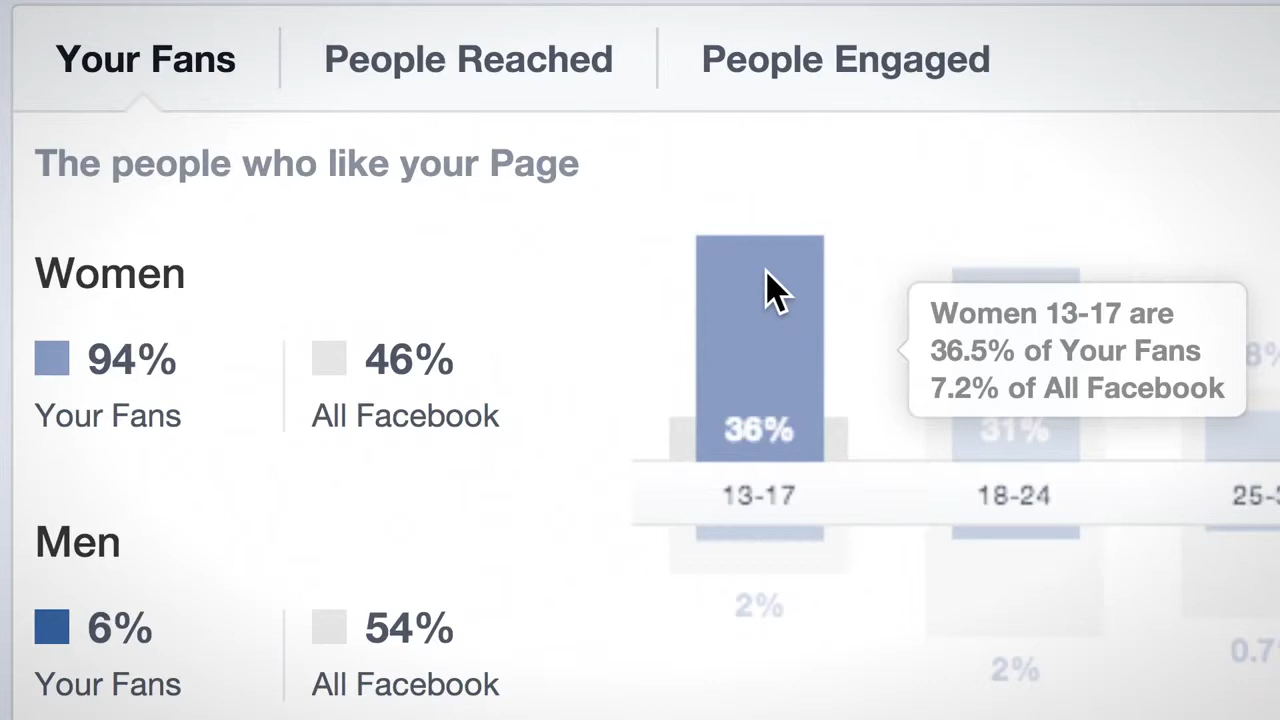 Your Fans
People Reached
People Engaged
The people who like your Page
Women
94%
Your Fans
46%
All Facebook
Men
6%
Your Fans
54%
All Facebook
36%
31%
Women 13-17 are
36.5% of Your Fans
7.2% of All Facebook
13-17
18-24
2%
2%